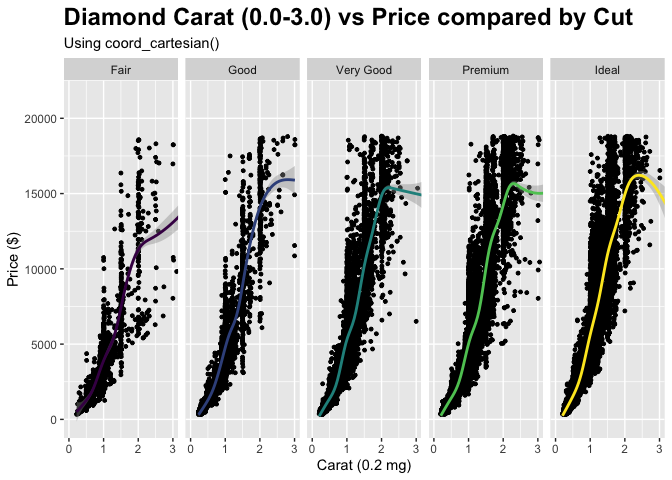 Diamond Carat (0.0-3.0) vs Price compared by Cut
Using coord_cartesian()
Fair Good Very Good Premium Ideal
Price ($)
20000
15000
10000
5000
0
0 1 2 3 0 1 2 3 0 1 2 3 0 1 2 3 0 1 2 3
Carat (0.2 mg)